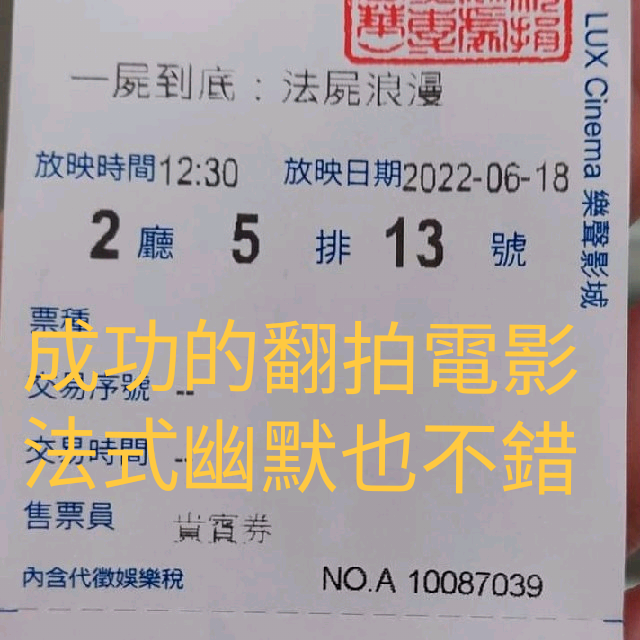 一屍到底：法屍浪漫
放映時間12:30 放映日期2022-06-18
2 廳 5 排 13 號
票種
成功的翻拍電影
交易序號 --
法式幽默也不錯
交易時間 --
售票員 貴賓券
內含代徵娛樂稅 NO.A 10087039
LUX Cinema 樂聲影城